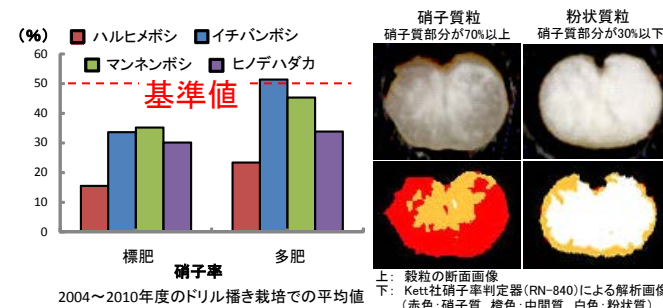 (%)
ハルヒメボシ
イチバンボシ
マンネンボシ
ヒノデハダカ
60
50
40
30
20
10
0
基準値
標肥
多肥
硝子率
2004～2010年度のドリル播き栽培での平均値
硝子質粒
硝子質部分が70%以上
粉状質粒
硝子質部分が30%以下
上： 穀粒の断面画像
下： Kett社硝子率判定器(RN-840)による解析画像
(赤色：硝子質、橙色：中間質、白色：粉状質)